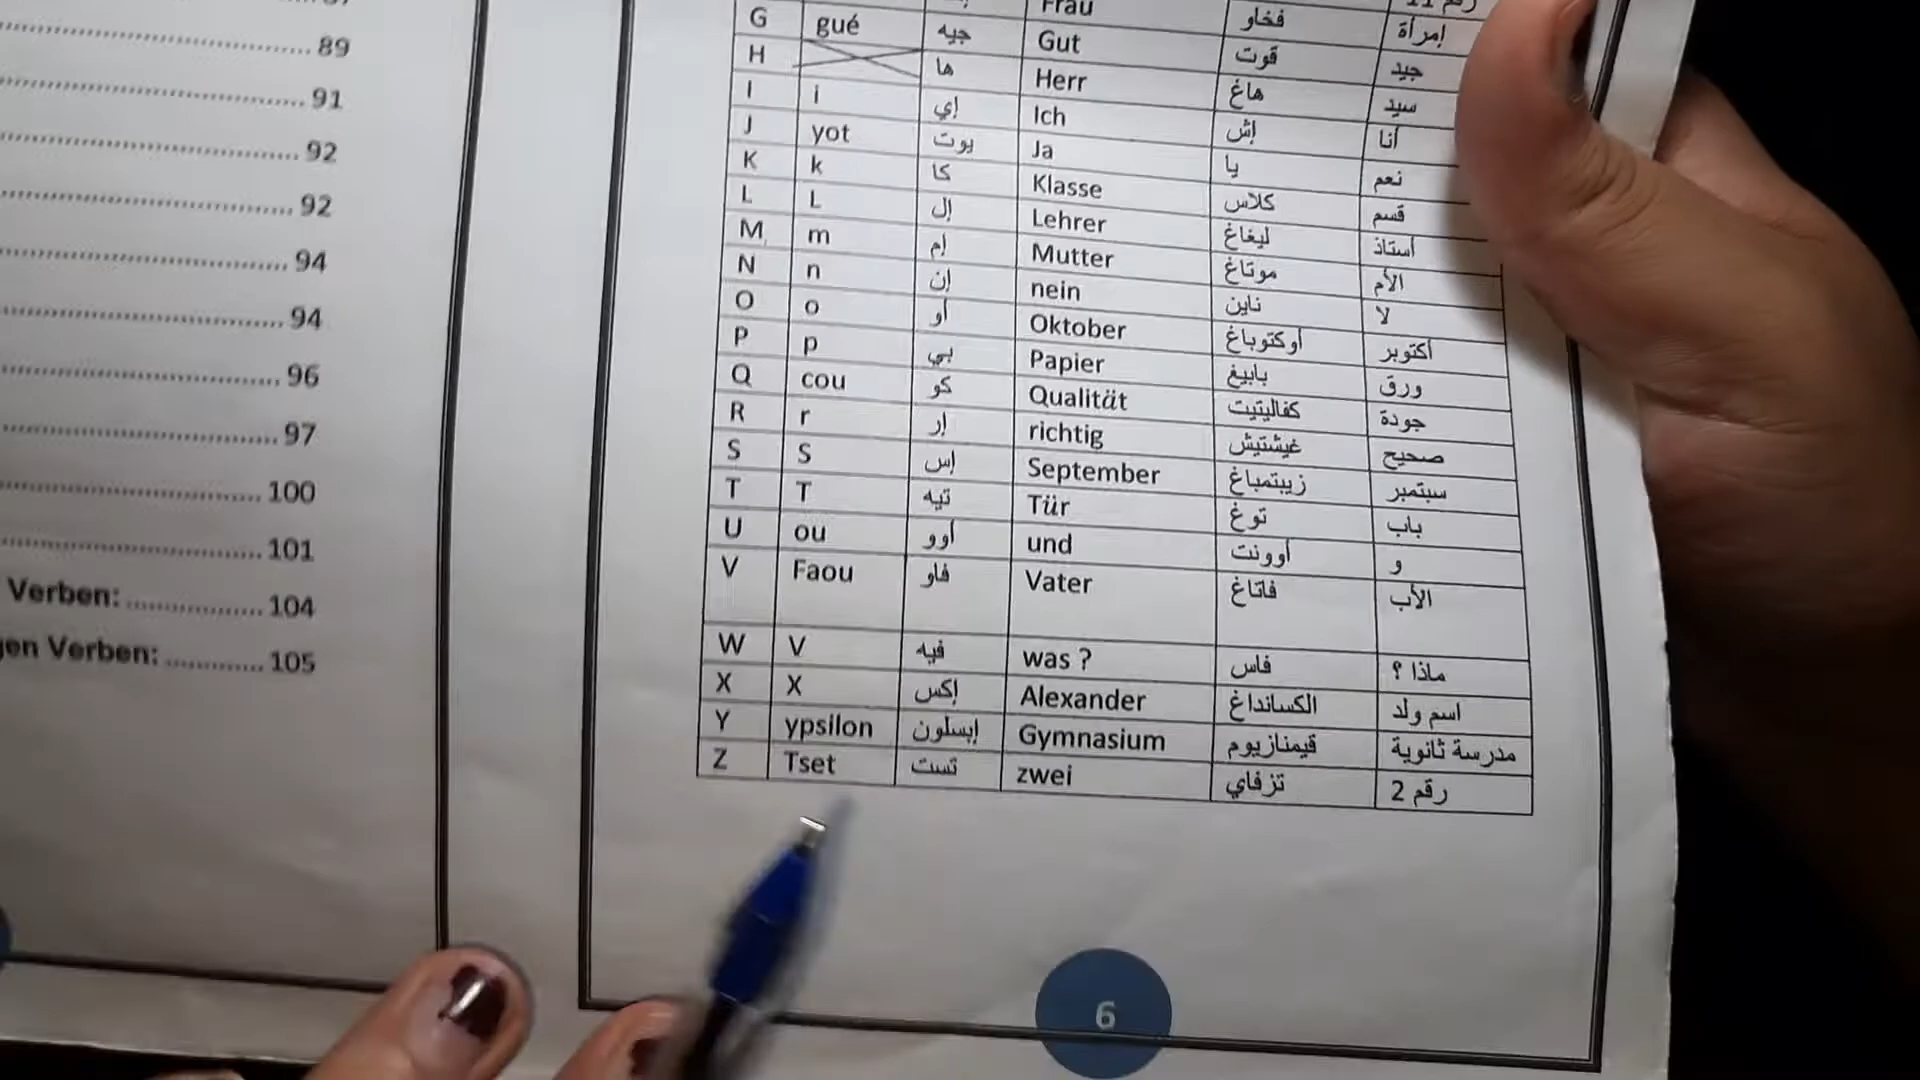 89
91
92
92
94
94
96
97
100
101
Verben: 104
gen Verben: 105
Frau فخاو إمرأة
G gué جيه Gut قوت جيد
H ها Herr هاغ سيد
I i إي Ich إش أنا
J yot يوت Ja يا نعم
K k كا Klasse كلاس قسم
L L إل Lehrer ليغاغ أستاذ
M m إم Mutter موتاغ الأم
N n إن nein ناين لا
O o أو Oktober أوكتوباغ أكتوبر
P p بي Papier بابيغ ورق
Q cou كو Qualität كفاليتيت جودة
R r إر richtig غيشتيش صحيح
S S إس September زيبتمباغ سبتمبر
T T تيه Tür توغ باب
U ou أوو und أوونت و
V Faou فاو Vater فاتاغ الأب
W V فيه was ? فاس ماذا ؟
X X إكس Alexander الكسانداغ اسم ولد
Y ypsilon إبسلون Gymnasium قيمنازيوم مدرسة ثانوية
Z Tset تست zwei تزفاي رقم 2
6